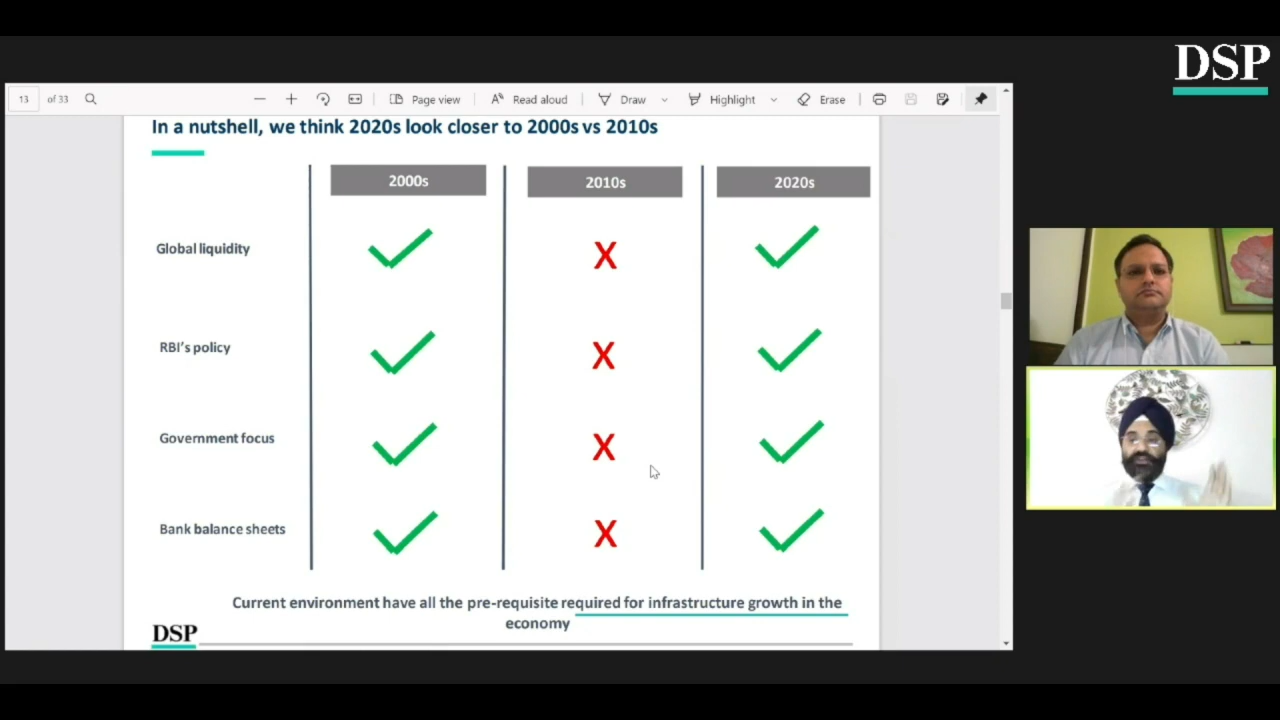 DSP
13 of 33 Page view Read aloud Draw Highlight Erase
In a nutshell, we think 2020s look closer to 2000s vs 2010s
2000s 2010s 2020s
Global liquidity X
RBI's policy X
Government focus X
Bank balance sheets X
Current environment have all the pre-requisite required for infrastructure growth in the
economy
DSP